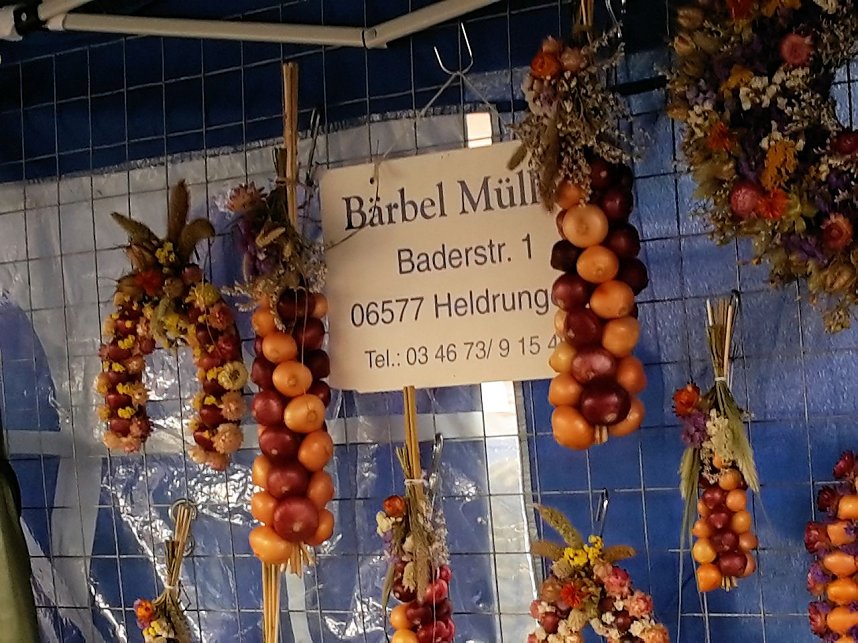 Bärbel Müll
Baderstr. 1
06577 Heldrung
Tel.: 03 46 73/ 9 15 4